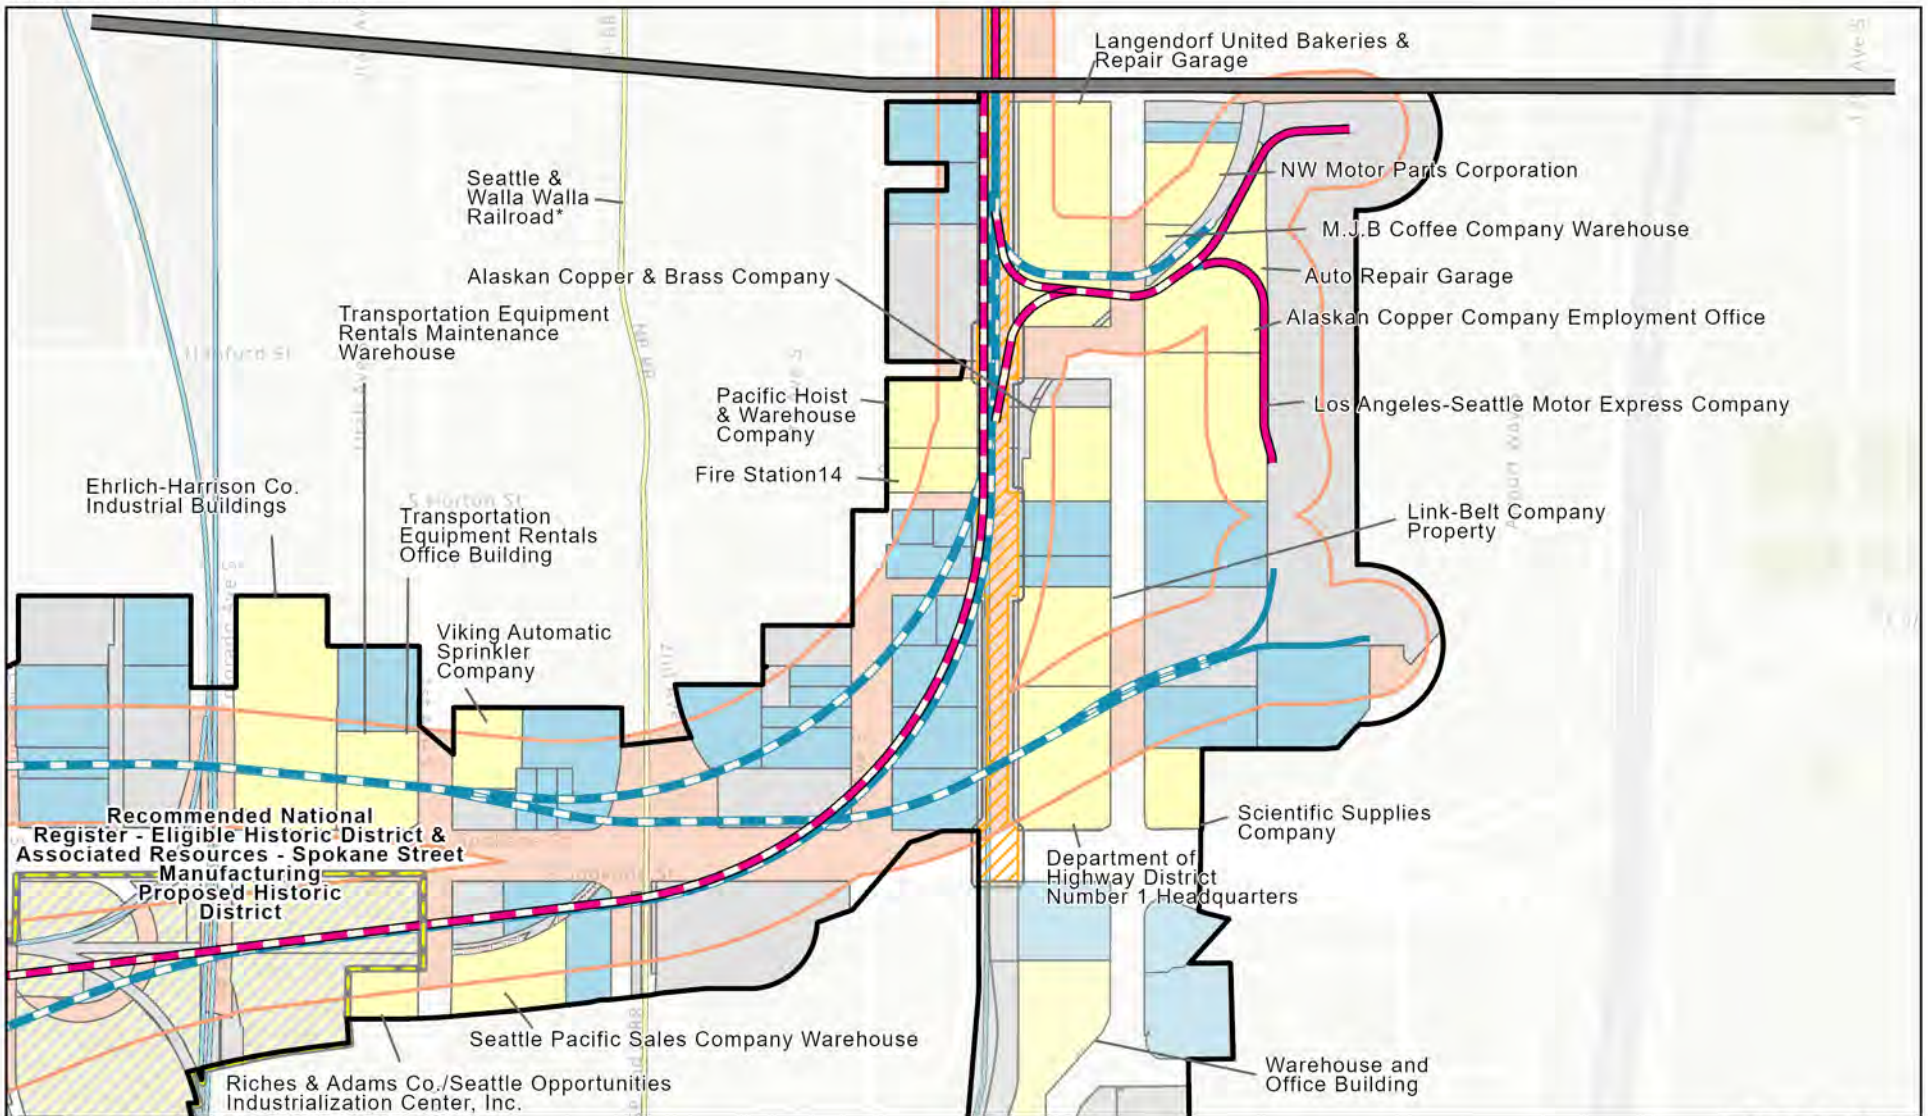 Langendorf United Bakeries &
Repair Garage
Seattle &
Walla Walla
Railroad*
NW Motor Parts Corporation
M.J.B Coffee Company Warehouse
Alaskan Copper & Brass Company
Auto Repair Garage
Transportation Equipment
Rentals Maintenance
Warehouse
Alaskan Copper Company Employment Office
Pacific Hoist
& Warehouse
Company
Los Angeles-Seattle Motor Express Company
Fire Station14
Ehrlich-Harrison Co.
Industrial Buildings
S Horton St
Transportation
Equipment Rentals
Office Building
Link-Belt Company
Property
Viking Automatic
Sprinkler
Company
Recommended National
Register - Eligible Historic District &
Associated Resources - Spokane Street
Manufacturing
Proposed Historic
District
Scientific Supplies
Company
Department of
Highway District
Number 1 Headquarters
Seattle Pacific Sales Company Warehouse
Warehouse and
Office Building
Riches & Adams Co./Seattle Opportunities
Industrialization Center, Inc.